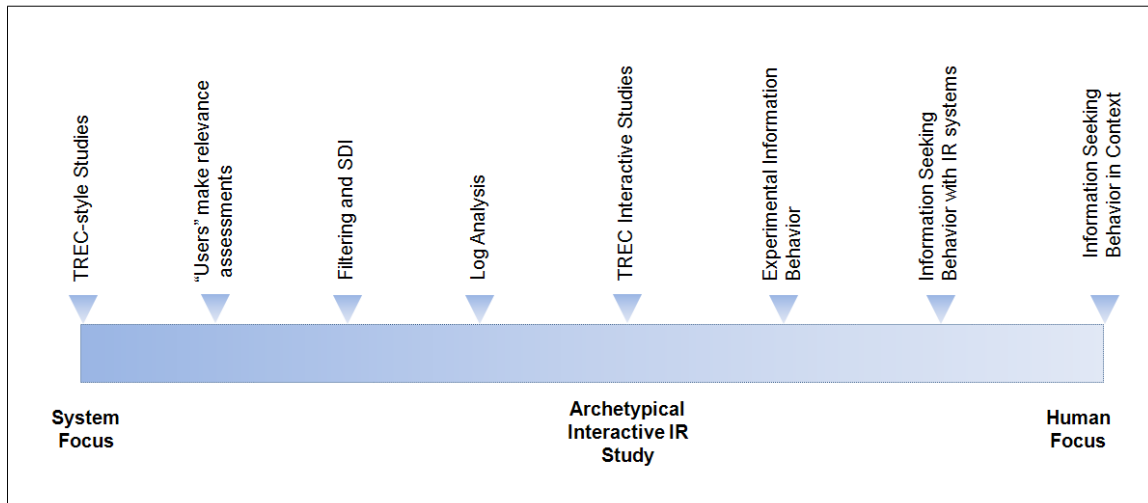 TREC-style Studies
“Users” make relevance
assessments
Filtering and SDI
Log Analysis
TREC Interactive Studies
Experimental Information
Behavior
Information Seeking
Behavior with IR systems
Information Seeking
Behavior in Context
System
Focus
Archetypical
Interactive IR
Study
Human
Focus